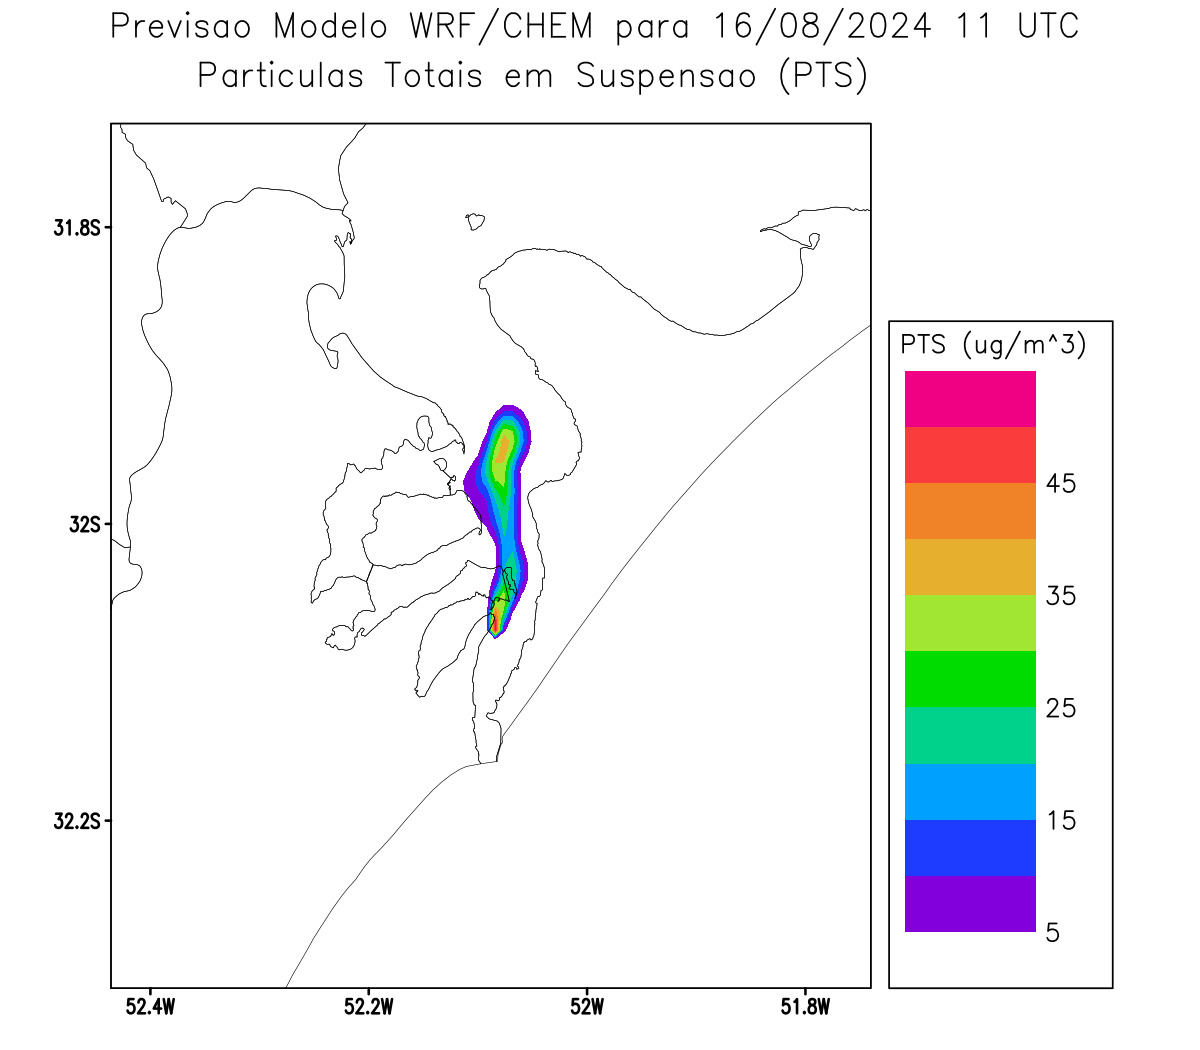 Previsao Modelo WRF/CHEM para 16/08/2024 11 UTC
Particulas Totais em Suspensao (PTS)
31.8S
32S
32.2S
52.4W
52.2W
52W
51.8W
PTS (ug/m^3)
45
35
25
15
5